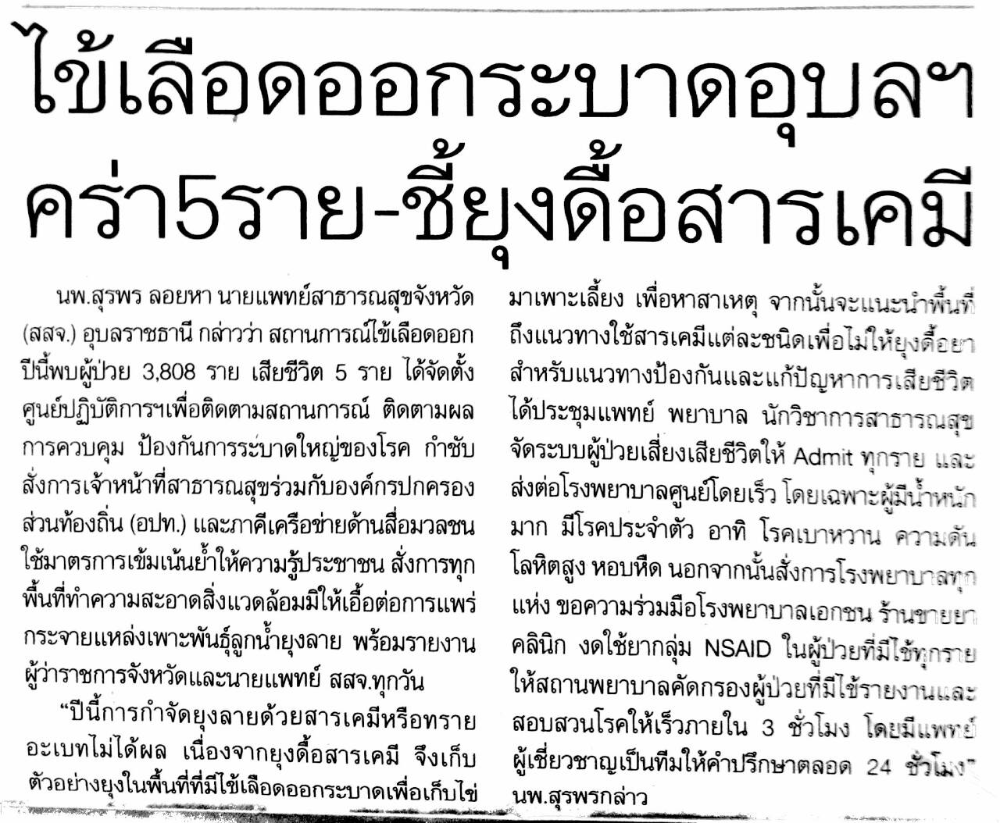 ไข้เลือดออกระบาดอุบลฯ
คร่า5ราย-ชี้ยุงดื้อสารเคมี
นพ.สุรพร ลอยหา นายแพทย์สาธารณสุขจังหวัด
(สสจ.) อุบลราชธานี กล่าวว่า สถานการณ์ไข้เลือดออก
ปีนี้พบผู้ป่วย 3,808 ราย เสียชีวิต 5 ราย ได้จัดตั้ง
ศูนย์ปฏิบัติการฯเพื่อติดตามสถานการณ์ ติดตามผล
การควบคุม ป้องกันการระบาดใหญ่ของโรค กำชับ
สั่งการเจ้าหน้าที่สาธารณสุขร่วมกับองค์กรปกครอง
ส่วนท้องถิ่น (อปท.) และภาคีเครือข่ายด้านสื่อมวลชน
ใช้มาตรการเข้มเน้นย้ำให้ความรู้ประชาชน สั่งการทุก
พื้นที่ทำความสะอาดสิ่งแวดล้อมมิให้เอื้อต่อการแพร่
กระจายแหล่งเพาะพันธุ์ลูกน้ำยุงลาย พร้อมรายงาน
ผู้ว่าราชการจังหวัดและนายแพทย์ สสจ.ทุกวัน
“ปีนี้การกำจัดยุงลายด้วยสารเคมีหรือทราย
อะเบทไม่ได้ผล เนื่องจากยุงดื้อสารเคมี จึงเก็บ
ตัวอย่างยุงในพื้นที่ที่มีไข้เลือดออกระบาดเพื่อเก็บไข่
มาเพาะเลี้ยง เพื่อหาสาเหตุ จากนั้นจะแนะนำพื้นที่
ถึงแนวทางใช้สารเคมีแต่ละชนิดเพื่อไม่ให้ยุงดื้อยา
สำหรับแนวทางป้องกันและแก้ปัญหาการเสียชีวิต
ได้ประชุมแพทย์ พยาบาล นักวิชาการสาธารณสุข
จัดระบบผู้ป่วยเสี่ยงเสียชีวิตให้ Admit ทุกราย และ
ส่งต่อโรงพยาบาลศูนย์โดยเร็ว โดยเฉพาะผู้มีน้ำหนัก
มาก มีโรคประจำตัว อาทิ โรคเบาหวาน ความดัน
โลหิตสูง หอบหืด นอกจากนั้นสั่งการโรงพยาบาลทุก
แห่ง ขอความร่วมมือโรงพยาบาลเอกชน ร้านขายยา
คลินิก งดใช้ยากลุ่ม NSAID ในผู้ป่วยที่มีไข้ทุกราย
ให้สถานพยาบาลคัดกรองผู้ป่วยที่มีไข้รายงานและ
สอบสวนโรคให้เร็วภายใน 3 ชั่วโมง โดยมีแพทย์
ผู้เชี่ยวชาญเป็นทีมให้คำปรึกษาตลอด 24 ชั่วโมง”
นพ.สุรพรกล่าว